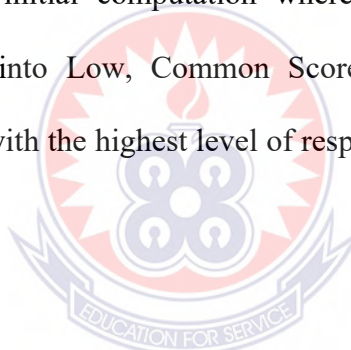 initial computation where
into Low, Common Score
with the highest level of resp
EDUCATION FOR SERVICE